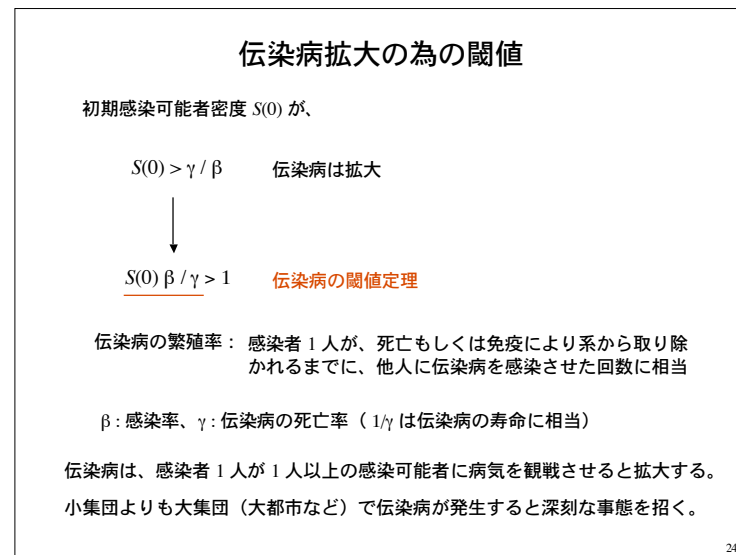 伝染病拡大の為の閾値
初期感染可能者密度 S(0) が、
S(0) > γ / β 伝染病は拡大
S(0) β / γ > 1 伝染病の閾値定理
伝染病の繁殖率： 感染者 1 人が、死亡もしくは免疫により系から取り除
かれるまでに、他人に伝染病を感染させた回数に相当
β : 感染率、γ : 伝染病の死亡率（ 1/γ は伝染病の寿命に相当）
伝染病は、感染者 1 人が 1 人以上の感染可能者に病気を観戦させると拡大する。
小集団よりも大集団（大都市など）で伝染病が発生すると深刻な事態を招く。
24